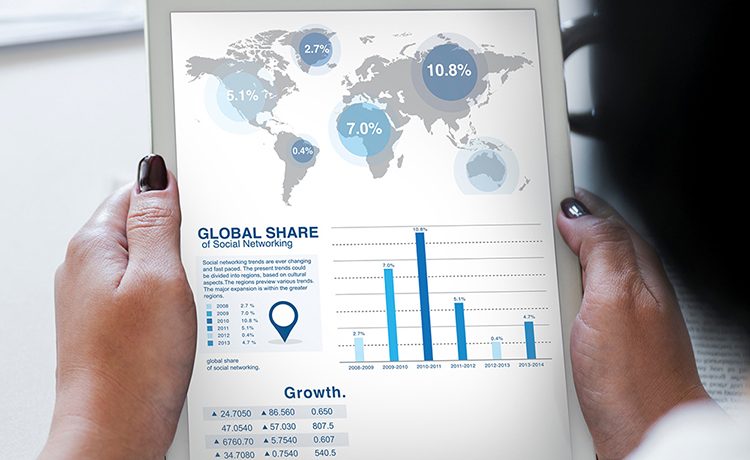 2.7%
10.8%
5.1%
7.0%
0.4%
GLOBAL SHARE
of Social Networking
Social networking trends are ever changing
and fast paced. The present trends could
be divided into regions, based on cultural
aspects.The regions preview various trends.
The major expansion is within the greater
regions.
2008 2.7 %
2009 7.0 %
2010 10.8 %
2011 5.1 %
2012 0.4%
2013 4.7 %
global share
of social networking.
10.8%
7.0%
5.1%
4.7%
2.7%
0.4%
2008-2009 2009-2010 2010-2011 2011-2012 2012-2013 2013-2014
Growth.
▲ 24.7050 ▲ 86.560 0.650
47.0540 ▲ 57.030 807.5
▲ 6760.70 ▲ 5.7540 0.607
▲ 34.7080 ▲ 0.7540 540.5